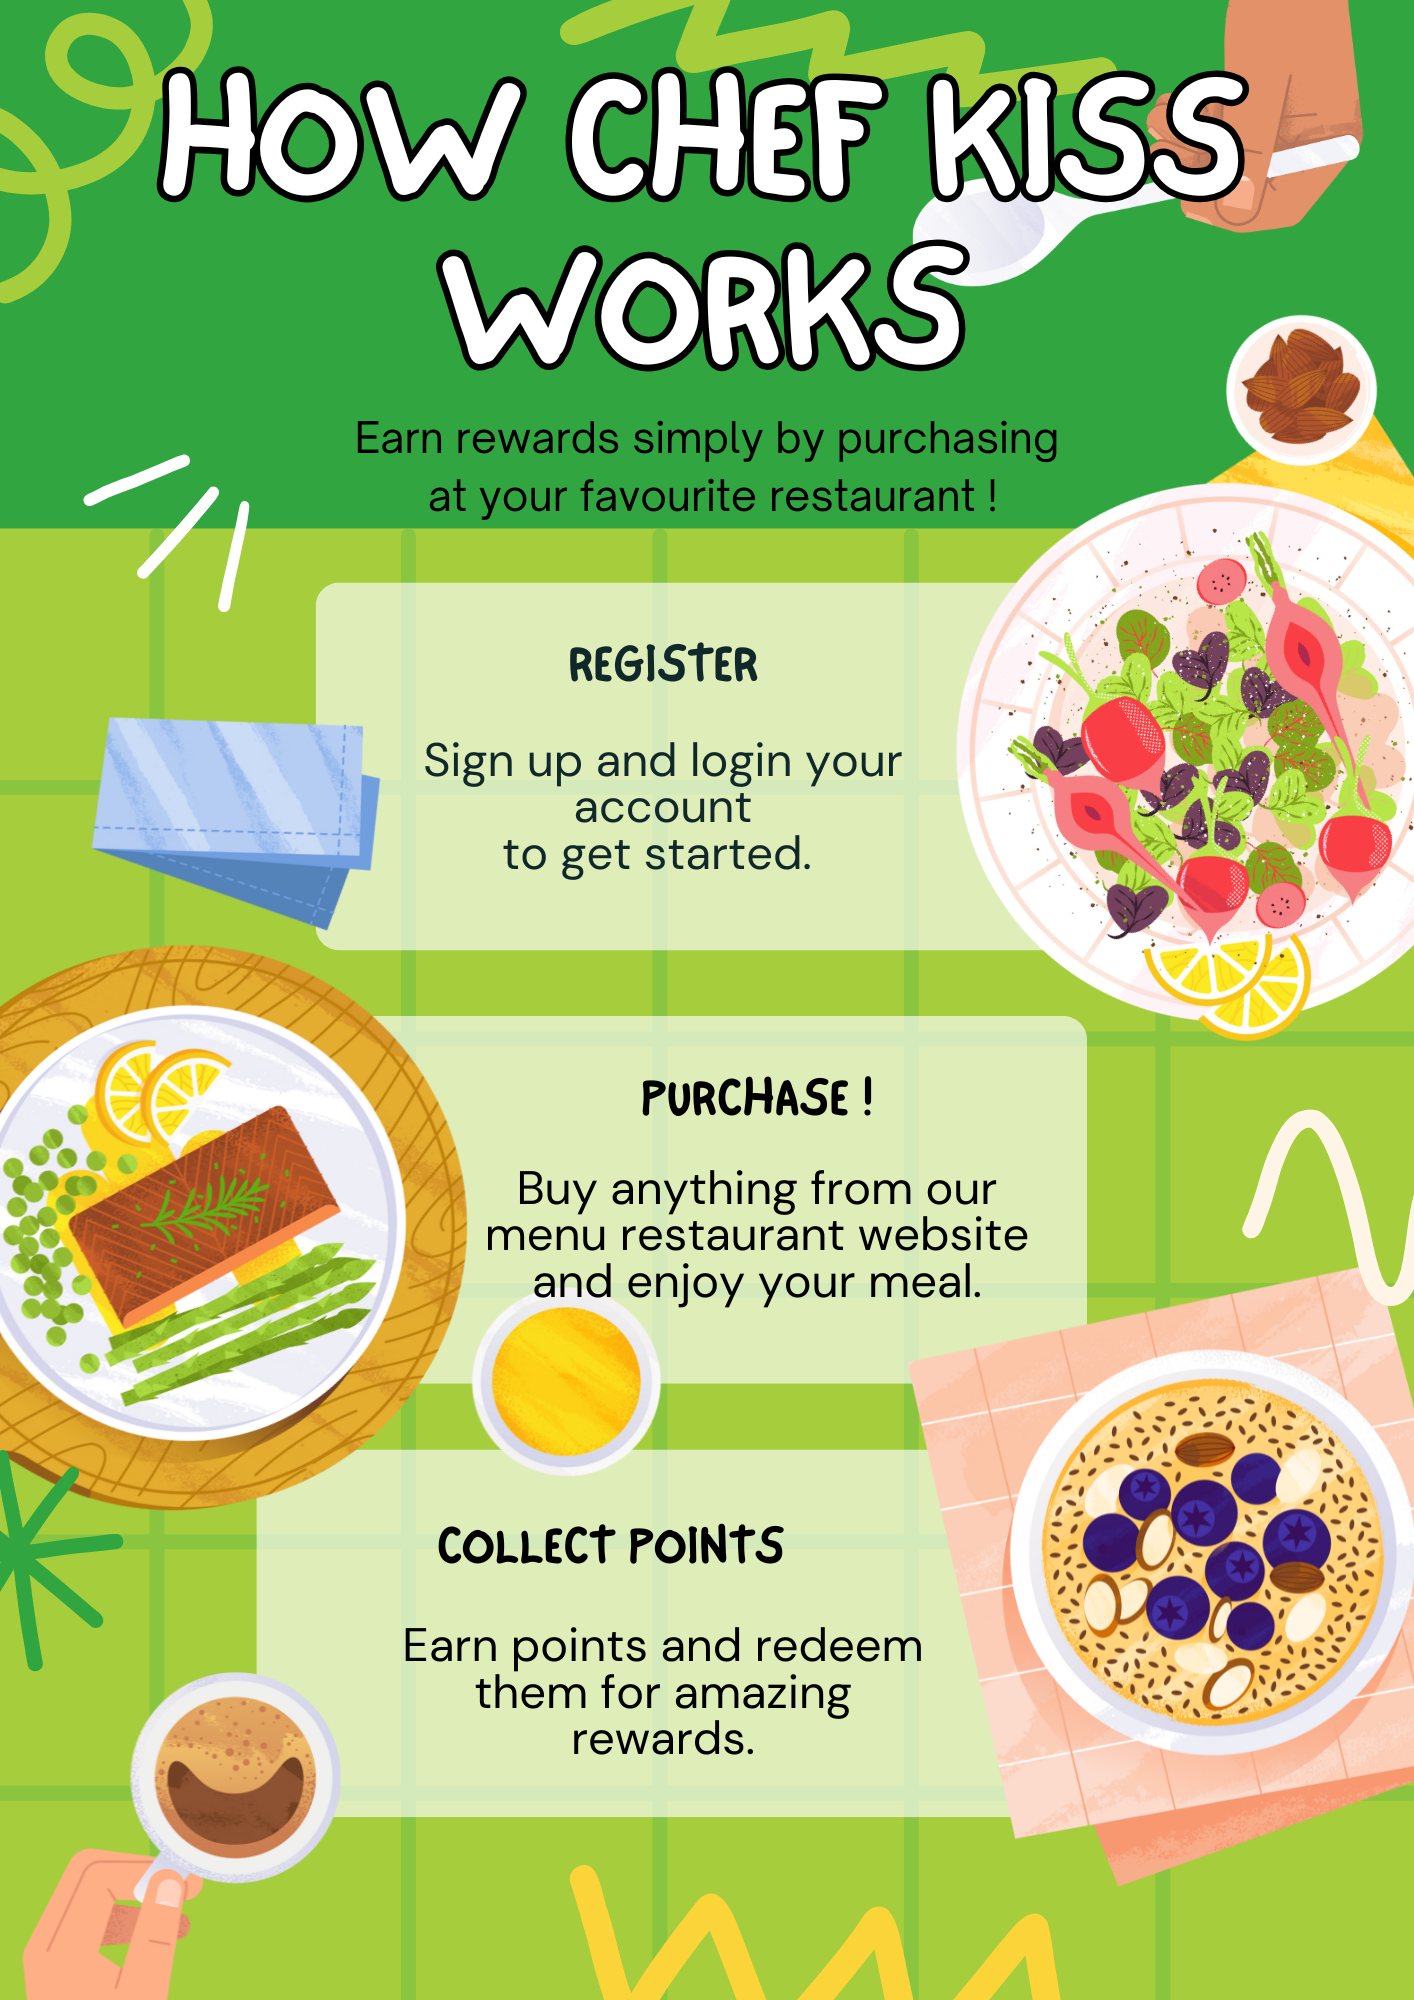 HOW CHEF KISS
WORKS
Earn rewards simply by purchasing
at your favourite restaurant !
REGISTER
Sign up and login your
account
to get started.
PURCHASE !
Buy anything from our
menu restaurant website
and enjoy your meal.
COLLECT POINTS
Earn points and redeem
them for amazing
rewards.